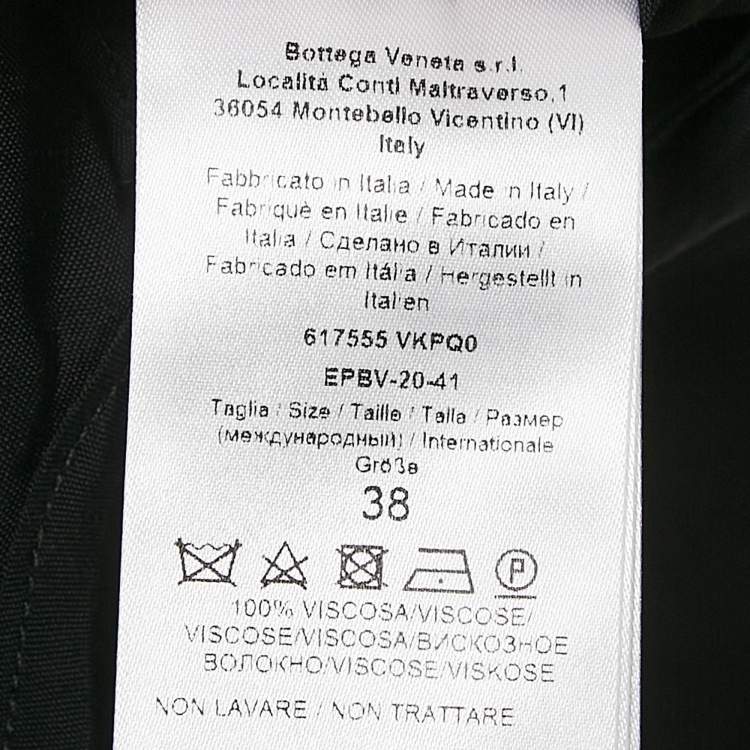 Bottega Veneta s.r.l.
Località Conti Maltraverso,1
36054 Montebello Vicentino (VI)
Italy
Fabbricato in Italia / Made in Italy /
Fabriqué en Italie / Fabricado en
Italia / Сделано в Италии /
Fabricado em Itália / Hergestellt in
Italien
617555 VKPQ0
EPBV-20-41
Taglia / Size / Taille / Talla / Размер
(международный) / Internationale
Größe
38
P
100% VISCOSA/VISCOSE/
VISCOSE/VISCOSA/ВИСКОЗНОЕ
ВОЛОКНО/VISCOSE/VISKOSE
NON LAVARE / NON TRATTARE